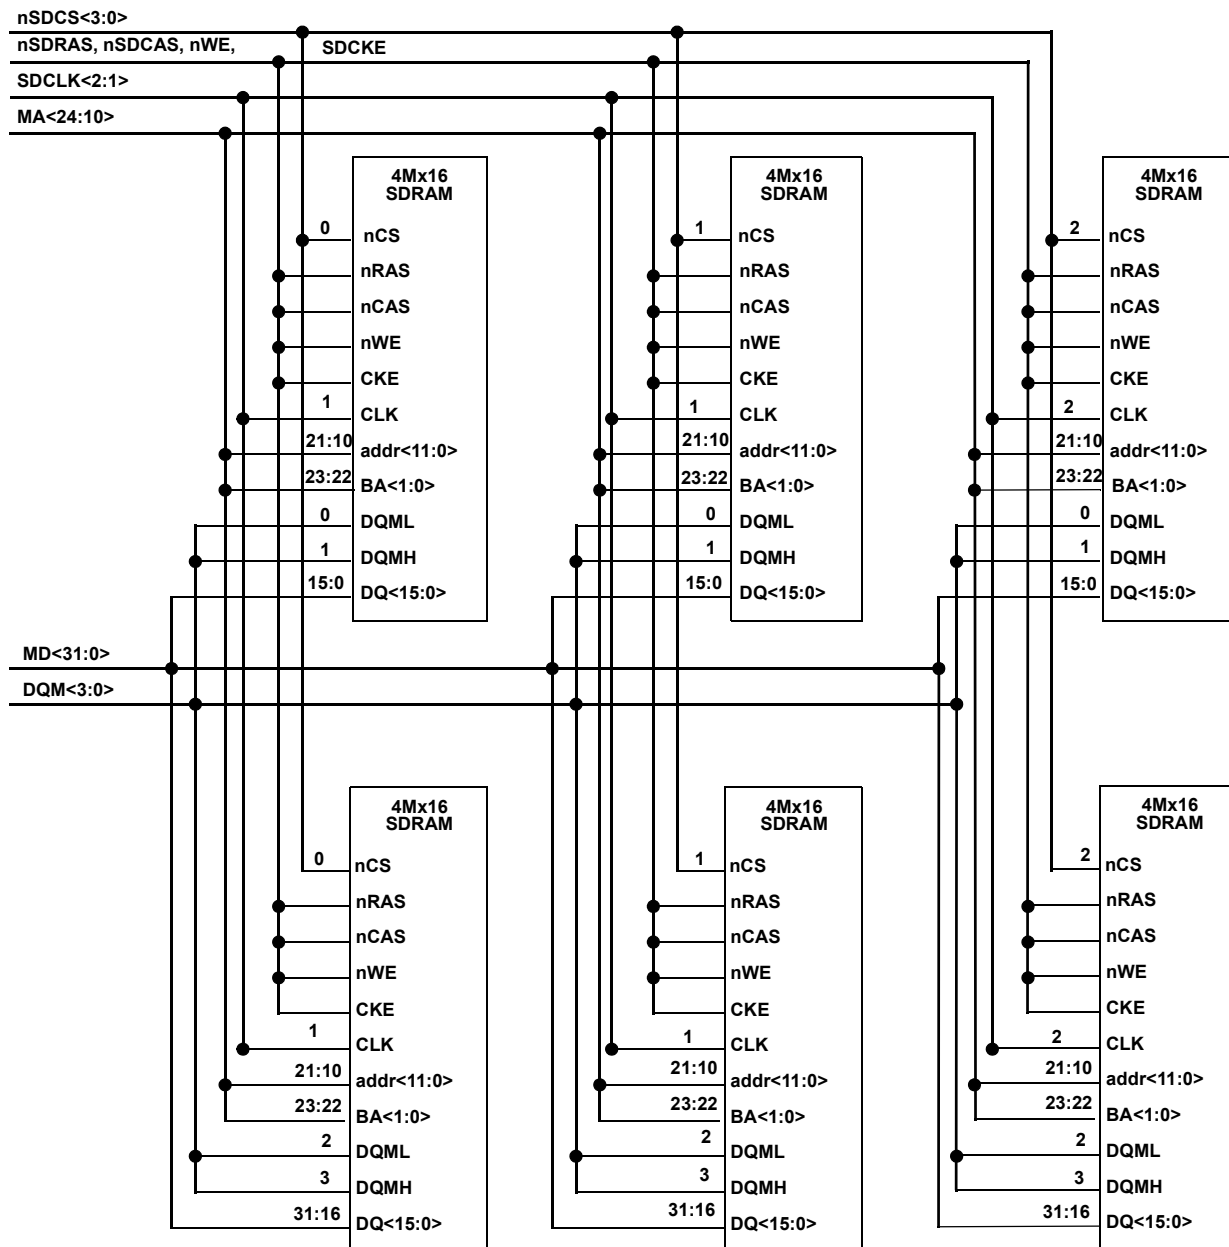 nSDCS<3:0>
nSDRAS, nSDCAS, nWE, SDCKE
SDCLK<2:1>
MA<24:10>
4Mx16
SDRAM
0 nCS
nRAS
nCAS
nWE
CKE
1 CLK
21:10 addr<11:0>
23:22 BA<1:0>
0 DQML
1 DQMH
15:0 DQ<15:0>
4Mx16
SDRAM
1 nCS
nRAS
nCAS
nWE
CKE
1 CLK
21:10 addr<11:0>
23:22 BA<1:0>
0 DQML
1 DQMH
15:0 DQ<15:0>
4Mx16
SDRAM
2 nCS
nRAS
nCAS
nWE
CKE
2 CLK
21:10 addr<11:0>
23:22 BA<1:0>
0 DQML
1 DQMH
15:0 DQ<15:0>
MD<31:0>
DQM<3:0>
4Mx16
SDRAM
0 nCS
nRAS
nCAS
nWE
CKE
1 CLK
21:10 addr<11:0>
23:22 BA<1:0>
2 DQML
3 DQMH
31:16 DQ<15:0>
4Mx16
SDRAM
1 nCS
nRAS
nCAS
nWE
CKE
1 CLK
21:10 addr<11:0>
23:22 BA<1:0>
2 DQML
3 DQMH
31:16 DQ<15:0>
4Mx16
SDRAM
2 nCS
nRAS
nCAS
nWE
CKE
2 CLK
21:10 addr<11:0>
23:22 BA<1:0>
2 DQML
3 DQMH
31:16 DQ<15:0>